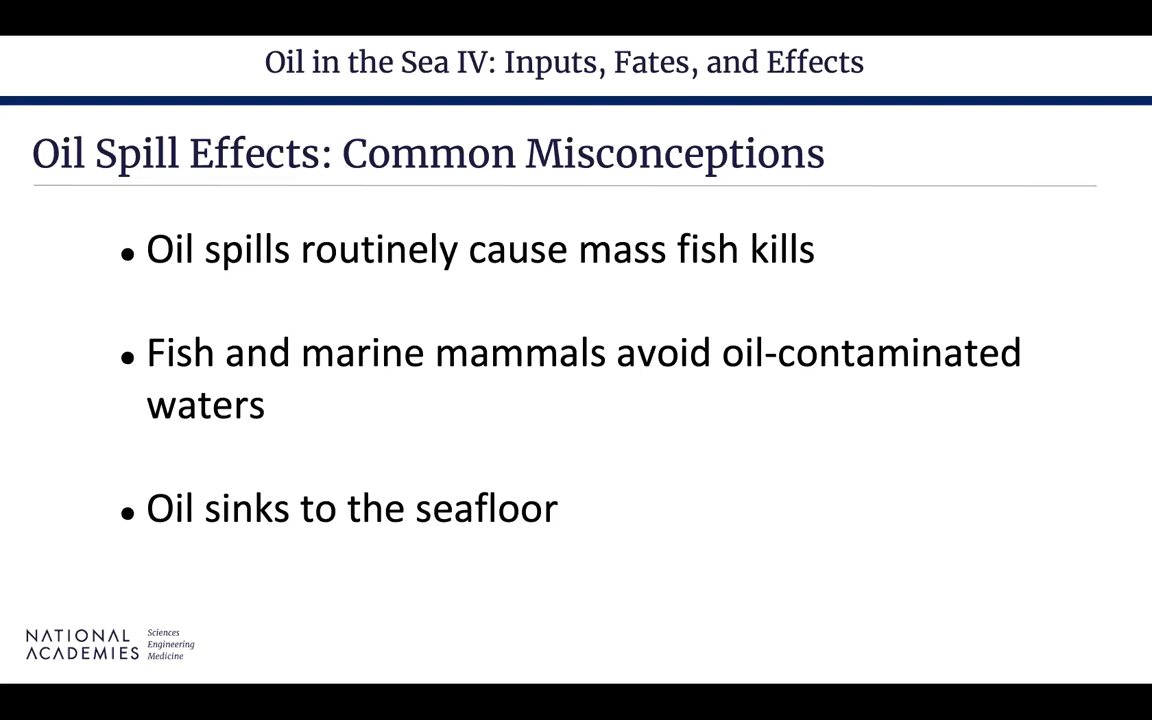 Oil in the Sea IV: Inputs, Fates, and Effects
Oil Spill Effects: Common Misconceptions
• Oil spills routinely cause mass fish kills
• Fish and marine mammals avoid oil-contaminated
waters
• Oil sinks to the seafloor
NATIONAL
ACADEMIES
Sciences
Engineering
Medicine